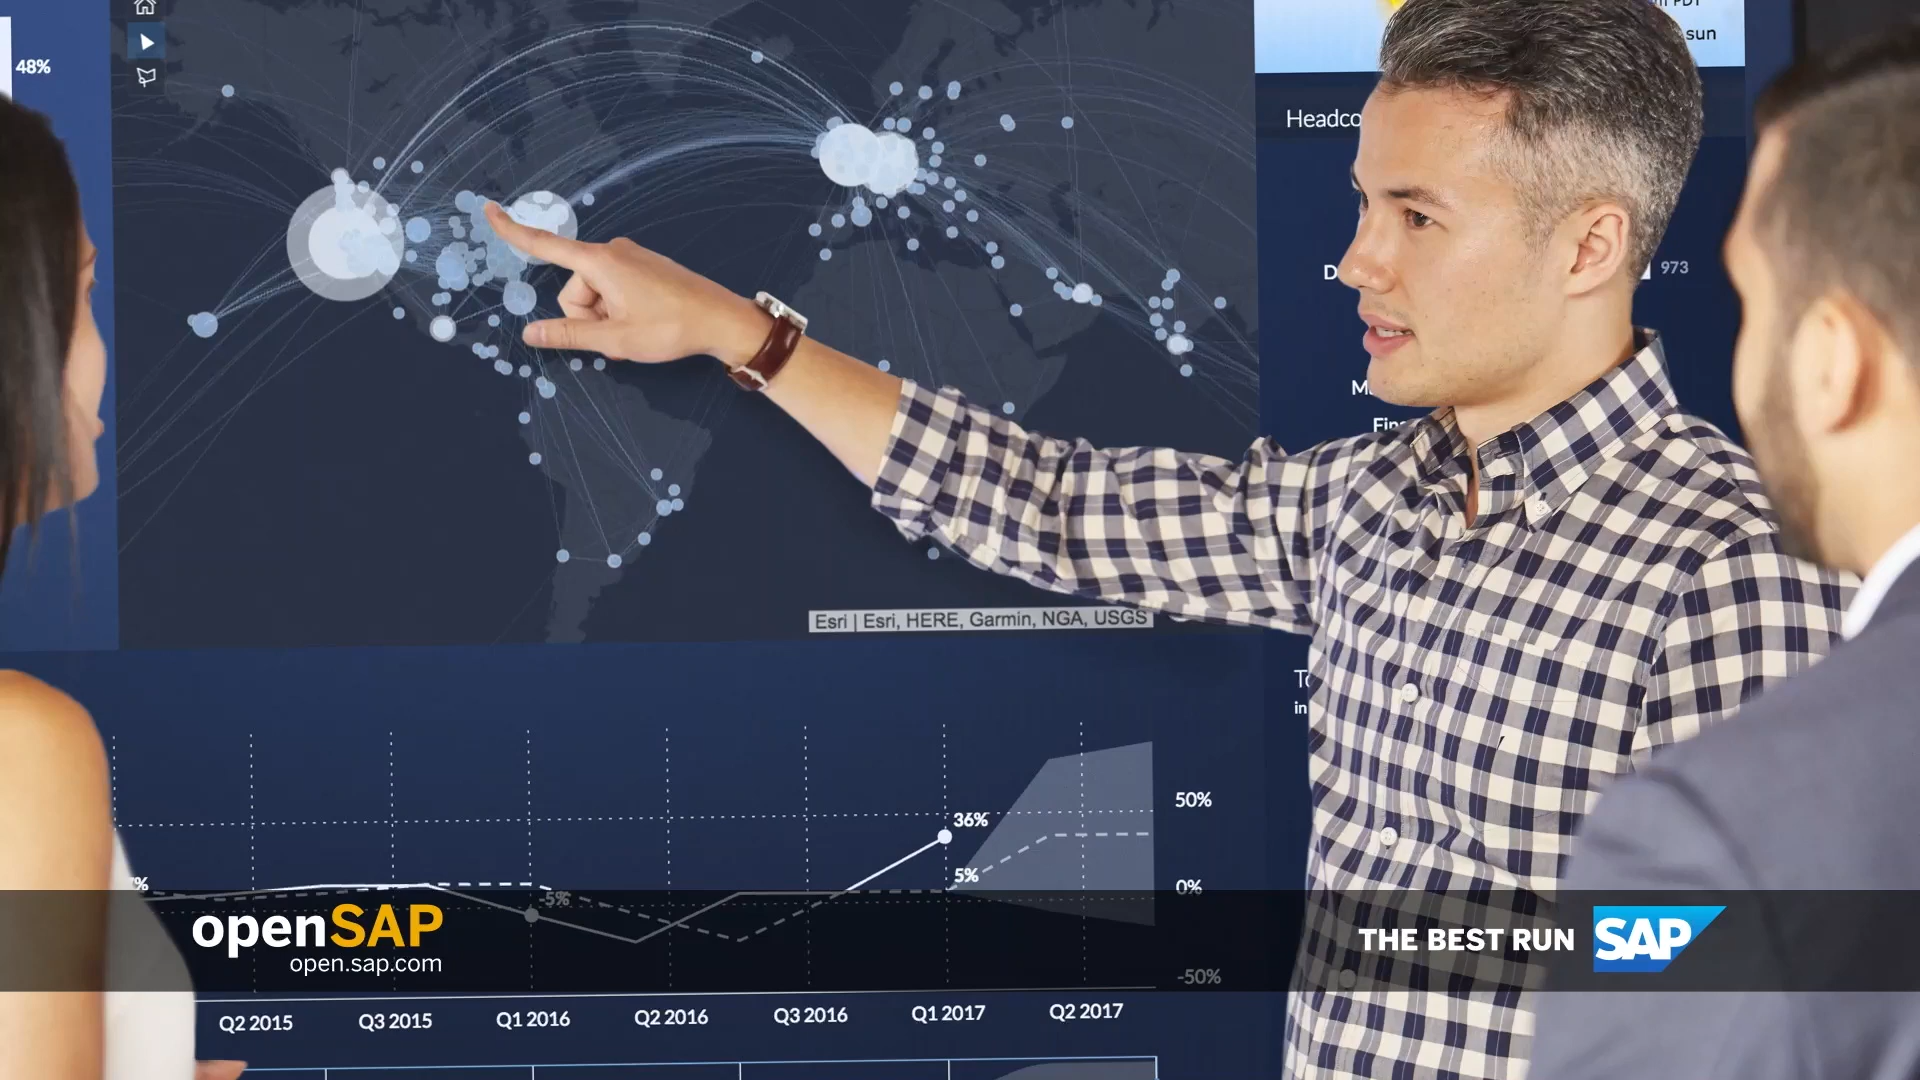 48%
sun
973
Esri | Esri, HERE, Garmin, NGA, USGS
in
50%
36%
5%
0%
-5%
-50%
openSAP
open.sap.com
THE BEST RUN SAP
Q2 2015 Q3 2015 Q1 2016 Q2 2016 Q3 2016 Q1 2017 Q2 2017